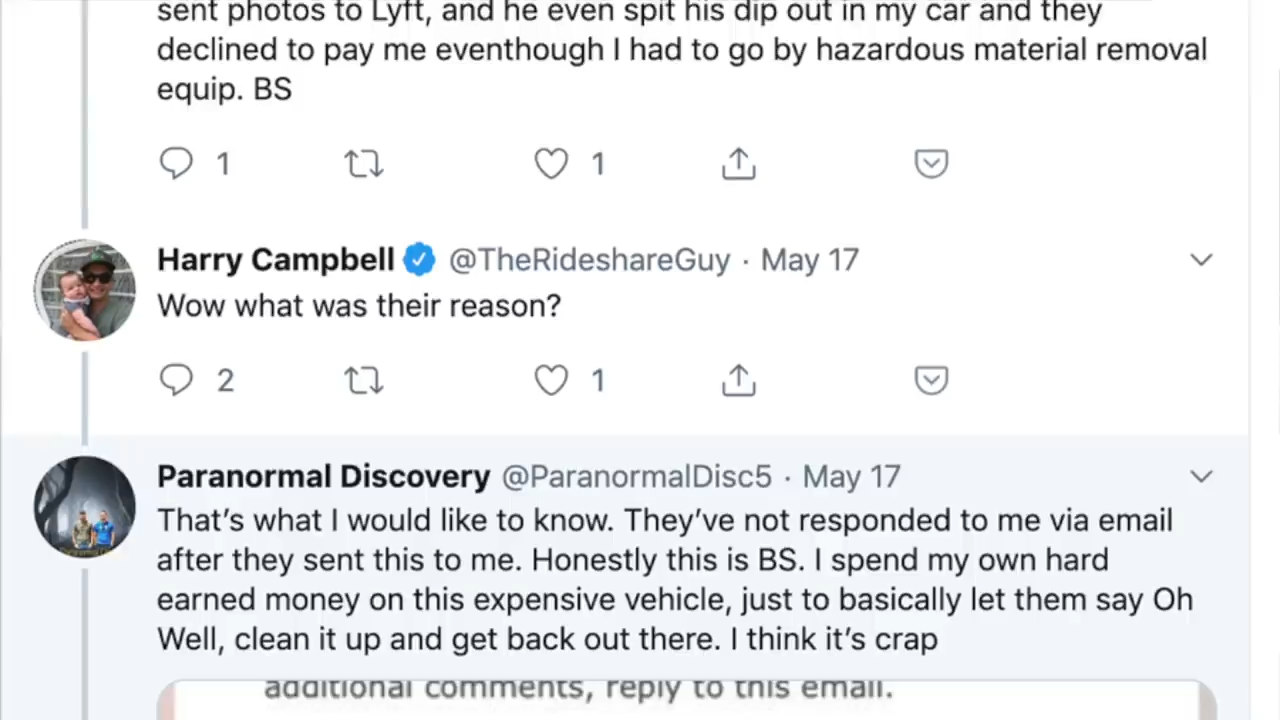 sent photos to Lyft, and he even spit his dip out in my car and they
declined to pay me eventhough I had to go by hazardous material removal
equip. BS
1 1
Harry Campbell @TheRideshareGuy · May 17
Wow what was their reason?
2 1
Paranormal Discovery @ParanormalDisc5 · May 17
That’s what I would like to know. They’ve not responded to me via email
after they sent this to me. Honestly this is BS. I spend my own hard
earned money on this expensive vehicle, just to basically let them say Oh
Well, clean it up and get back out there. I think it’s crap
additional comments, reply to this email.